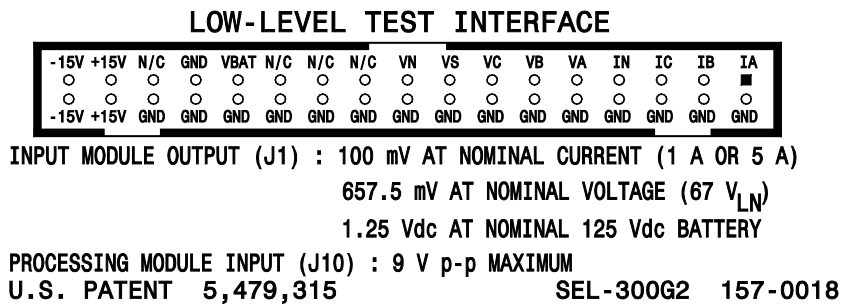 LOW-LEVEL TEST INTERFACE
-15V +15V N/C GND VBAT N/C N/C N/C VN VS VC VB VA IN IC IB IA
-15V +15V GND GND GND GND GND GND GND GND GND GND GND GND GND GND GND
INPUT MODULE OUTPUT (J1) : 100 mV AT NOMINAL CURRENT (1 A OR 5 A)
657.5 mV AT NOMINAL VOLTAGE (67 VLN)
1.25 Vdc AT NOMINAL 125 Vdc BATTERY
PROCESSING MODULE INPUT (J10) : 9 V p-p MAXIMUM
U.S. PATENT 5,479,315 SEL-300G2 157-0018